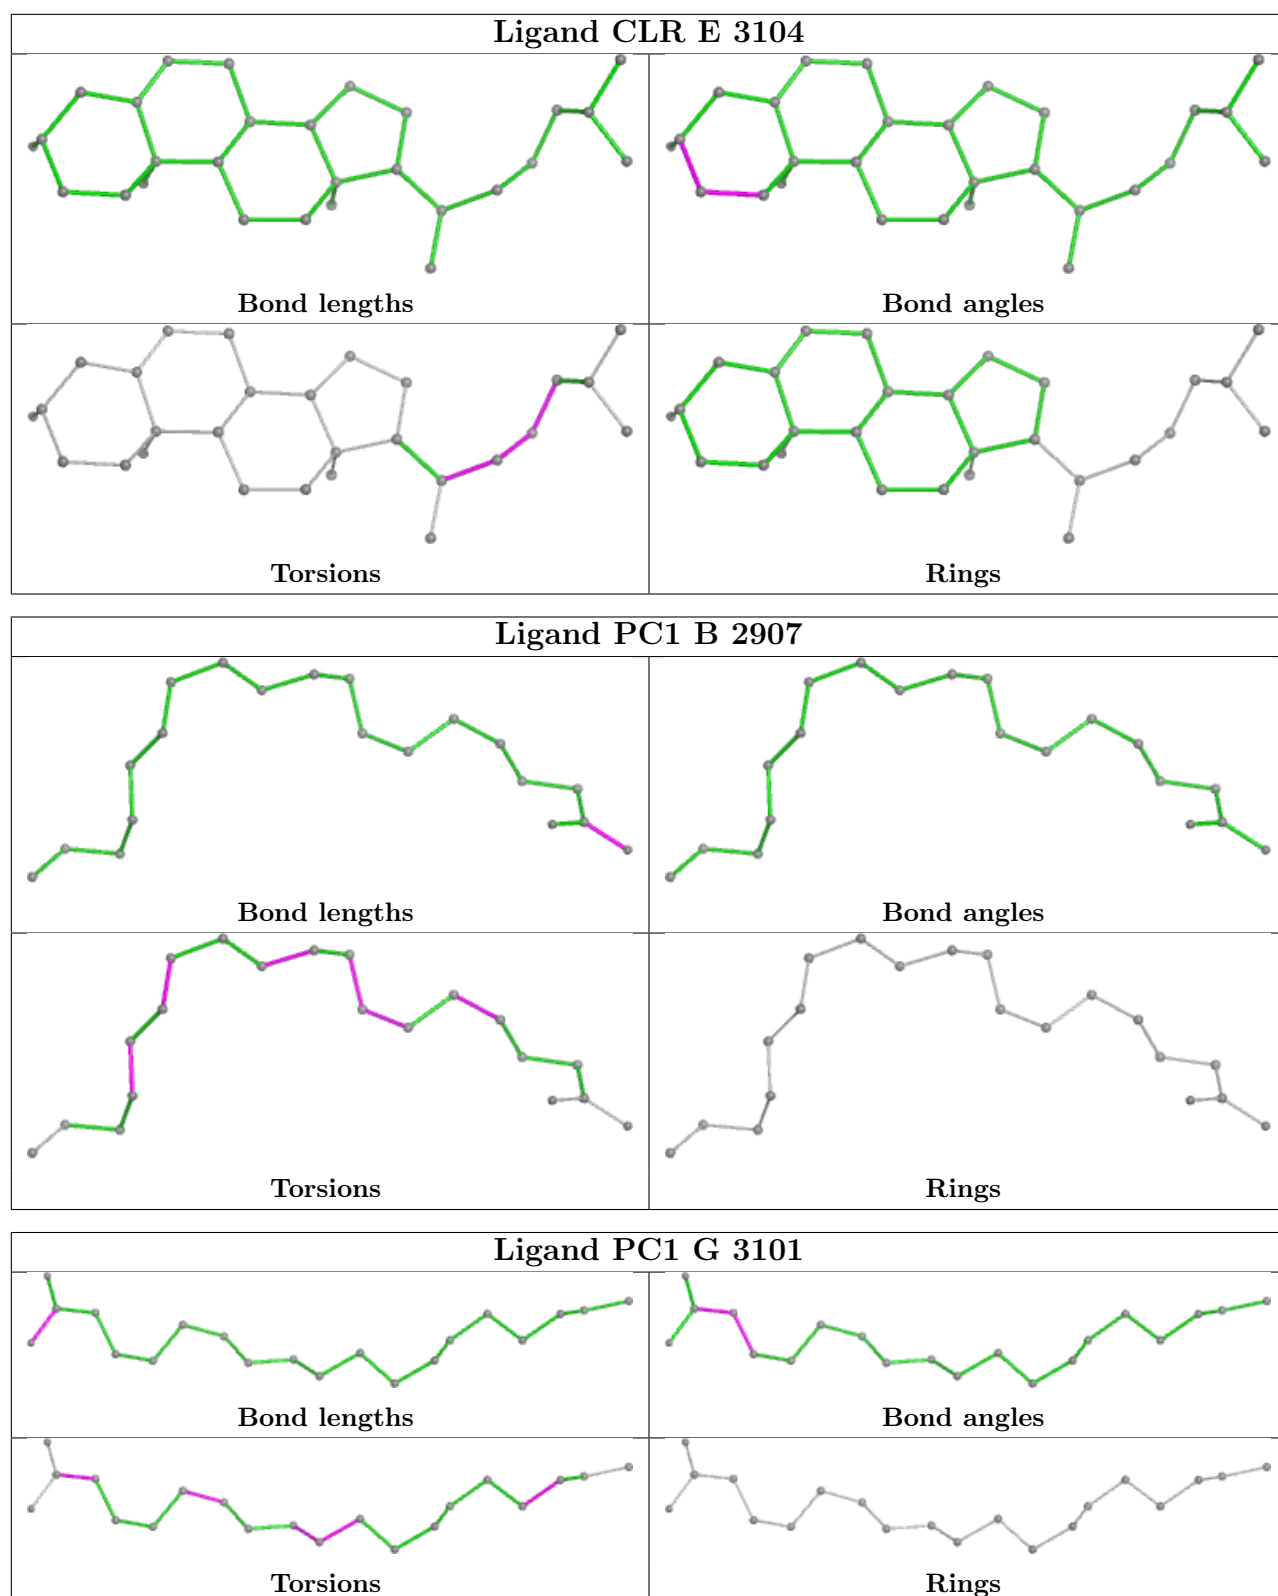 Ligand CLR E 3104
Bond lengths
Bond angles
Torsions
Rings
Ligand PC1 B 2907
Bond lengths
Bond angles
Torsions
Rings
Ligand PC1 G 3101
Bond lengths
Bond angles
Torsions
Rings